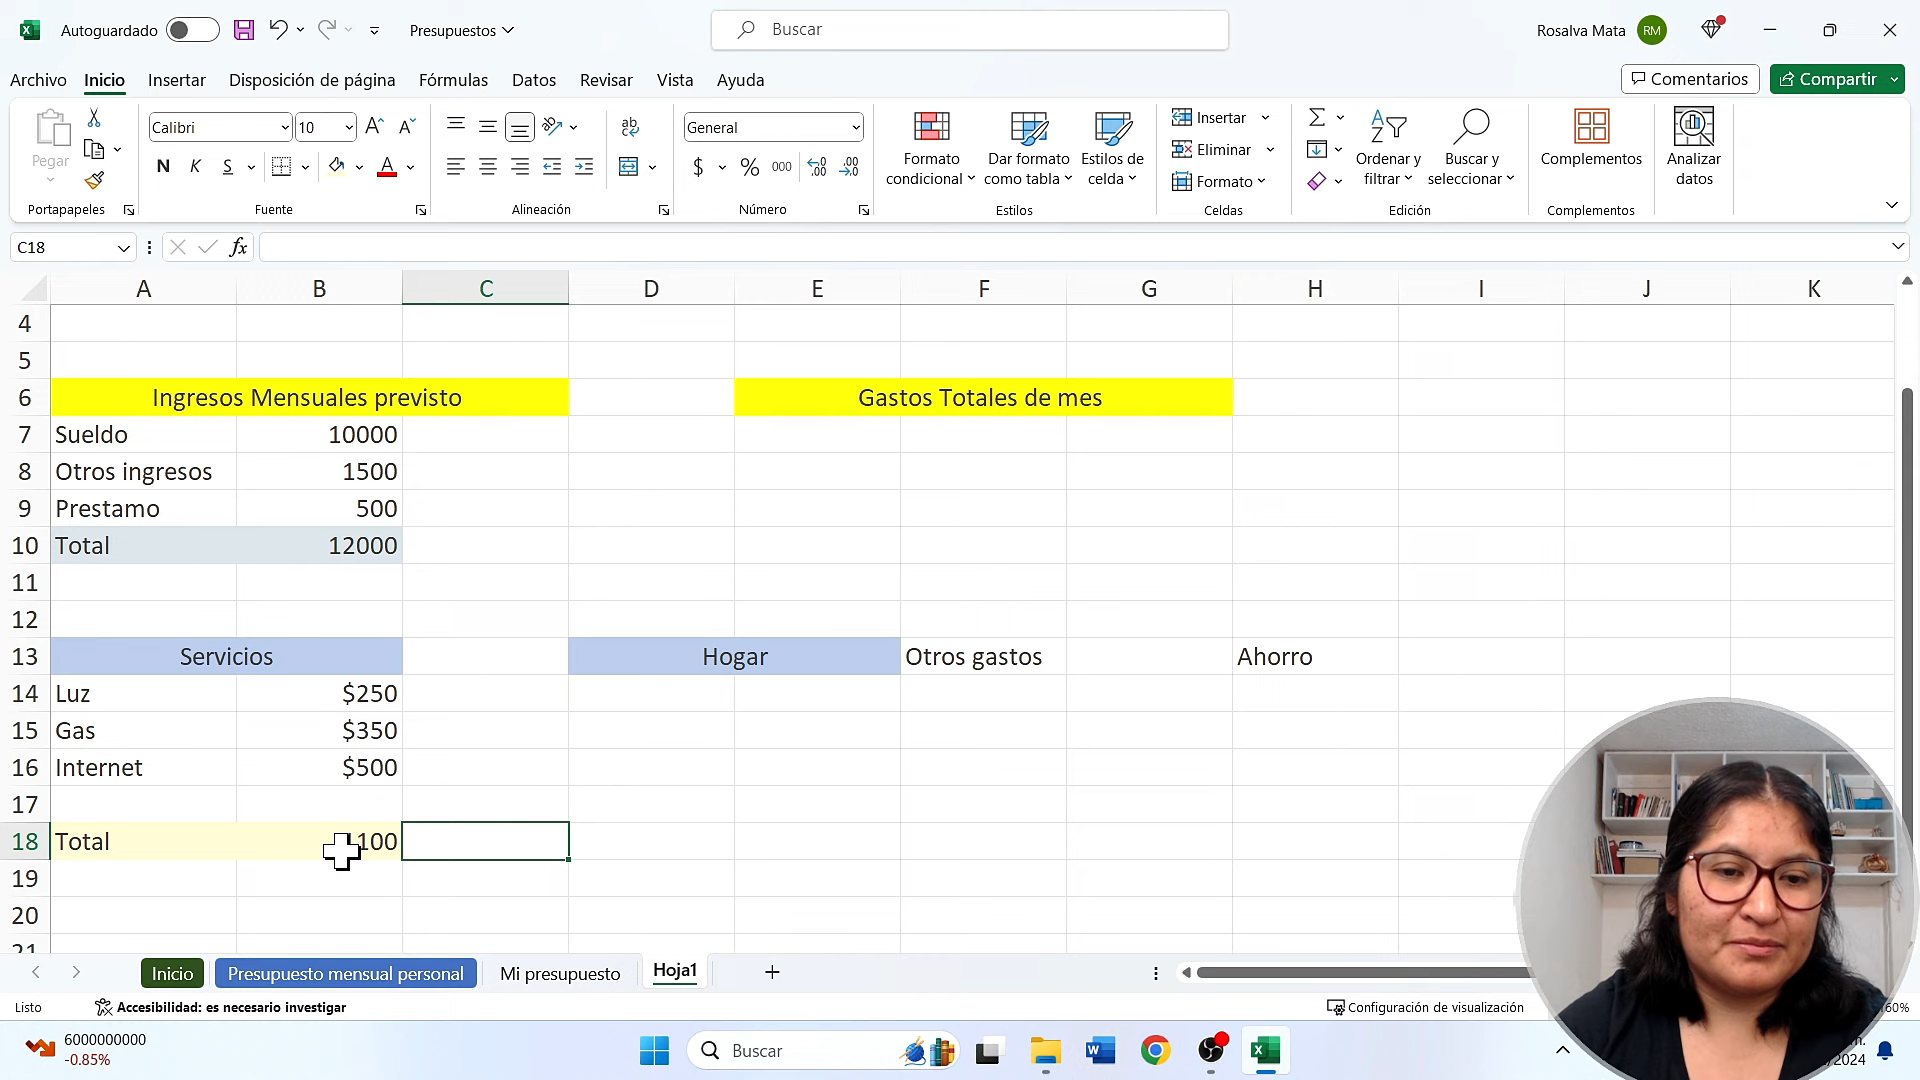 Autoguardado
Presupuestos
Buscar
Rosalva Mata
RM
Archivo Inicio Insertar Disposición de página Fórmulas Datos Revisar Vista Ayuda
Comentarios
Compartir
Pegar
Portapapeles
Calibri
10
N K S
Fuente
ab
Alineación
General
$ % 000
Número
Formato condicional
Dar formato como tabla
Estilos de celda
Estilos
Insertar
Eliminar
Formato
Celdas
Ordenar y filtrar
Buscar y seleccionar
Edición
Complementos
Complementos
Analizar datos
C18
fx
A B C D E F G H I J K
4
5
6 Ingresos Mensuales previsto Gastos Totales de mes
7 Sueldo 10000
8 Otros ingresos 1500
9 Prestamo 500
10 Total 12000
11
12
13 Servicios Hogar Otros gastos Ahorro
14 Luz $250
15 Gas $350
16 Internet $500
17
18 Total 100
19
20
21
Inicio Presupuesto mensual personal Mi presupuesto Hoja1
Listo
Accesibilidad: es necesario investigar
Configuración de visualización
60%
6000000000
-0.85%
Buscar
/2024